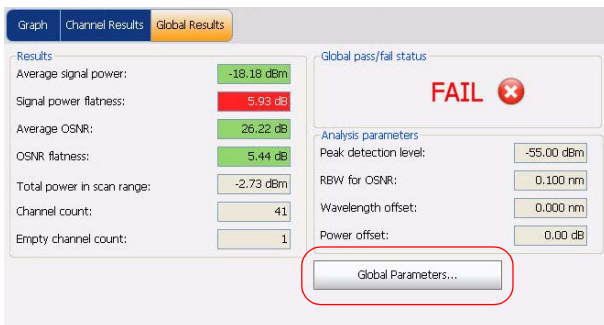 Graph Channel Results Global Results
Results
Average signal power: -18.18 dBm
Signal power flatness: 5.93 dB
Average OSNR: 26.22 dB
OSNR flatness: 5.44 dB
Total power in scan range: -2.73 dBm
Channel count: 41
Empty channel count: 1
Global pass/fail status
FAIL
Analysis parameters
Peak detection level: -55.00 dBm
RBW for OSNR: 0.100 nm
Wavelength offset: 0.000 nm
Power offset: 0.00 dB
Global Parameters...